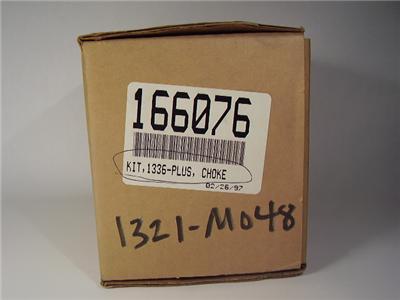 166076
KIT,1336-PLUS, CHOKE
02/26/97
1321-M048